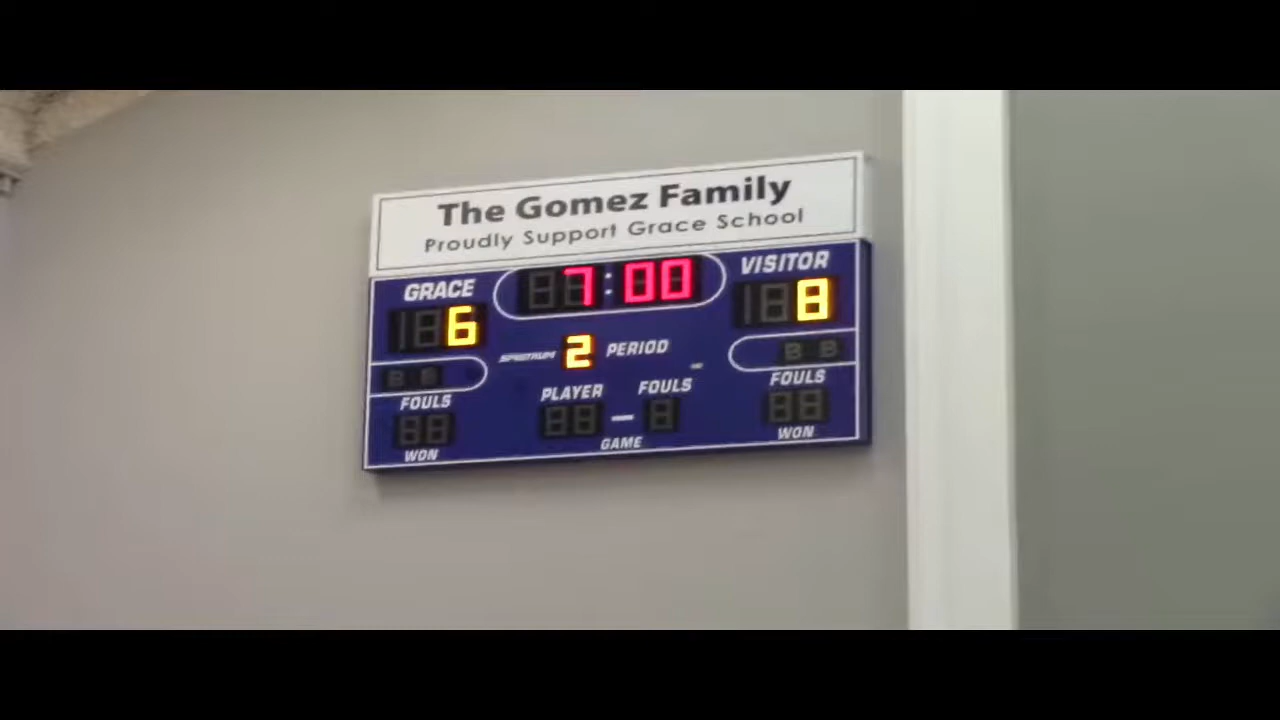 The Gomez Family
Proudly Support Grace School
GRACE 7:00 VISITOR
6 8
SPECTRUM 2 PERIOD
FOULS PLAYER FOULS FOULS
WON GAME WON